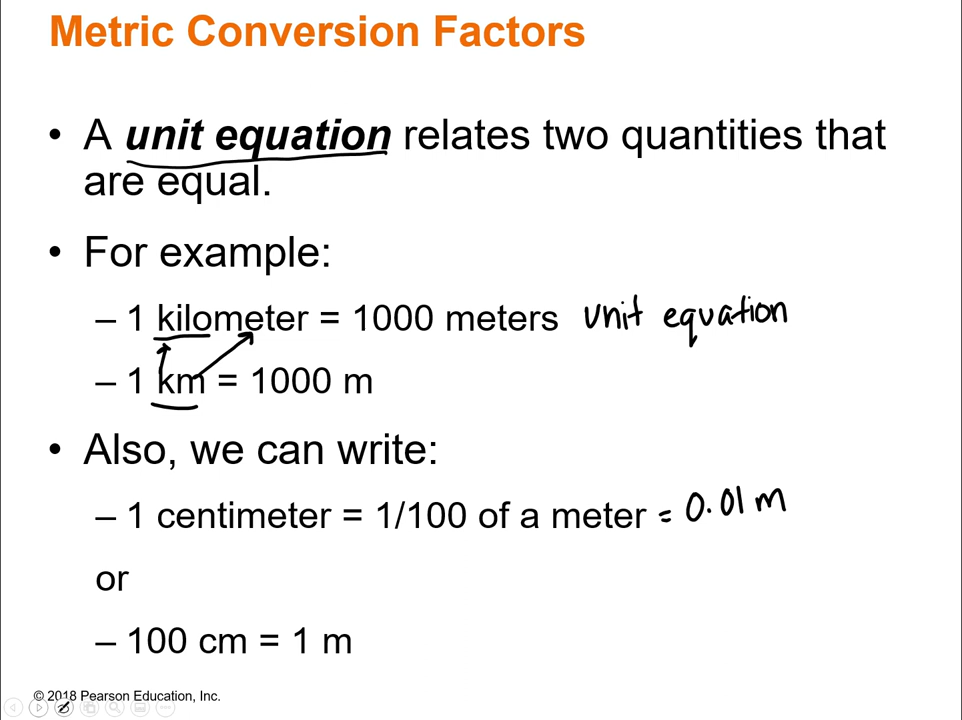 Metric Conversion Factors
• A unit equation relates two quantities that
are equal.
• For example:
– 1 kilometer = 1000 meters unit equation
– 1 km = 1000 m
• Also, we can write:
– 1 centimeter = 1/100 of a meter = 0.01 m
or
– 100 cm = 1 m
© 2018 Pearson Education, Inc.